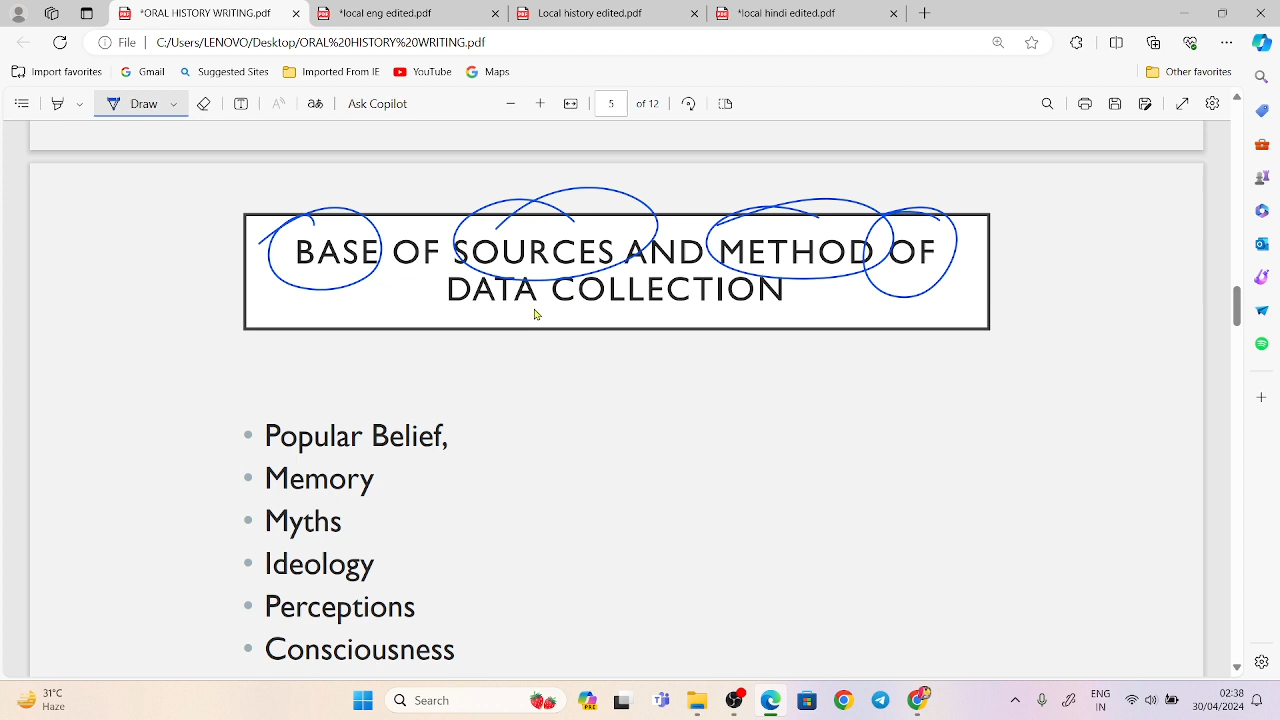 *ORAL HISTORY WRITING.pdf
*local eng edited.pdf
Local history edited.pdf
*local hindi edited.pdf
File
C:/Users/LENOVO/Desktop/ORAL%20HISTORY%20WRITING.pdf
Import favorites
Gmail
Suggested Sites
Imported From IE
YouTube
Maps
Other favorites
Draw
Ask Copilot
5 of 12
BASE OF SOURCES AND METHOD OF
DATA COLLECTION
• Popular Belief,
• Memory
• Myths
• Ideology
• Perceptions
• Consciousness
31°C
Haze
Search
ENG
IN
02:38
30/04/2024